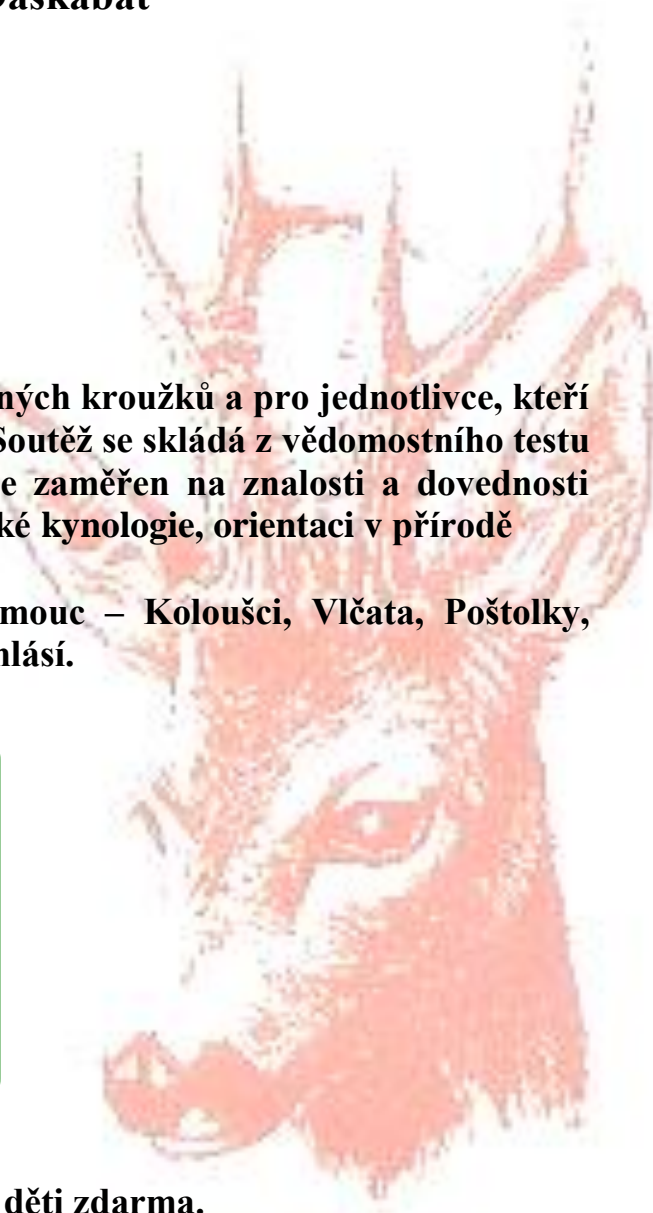 Daskabát
ných kroužků a pro jednotlivce, kteří
Soutěž se skládá z vědomostního testu
e zaměřen na znalosti a dovednosti
ké kynologie, orientaci v přírodě
mouc – Koloušci, Vlčata, Poštolky,
hlásí.
děti zdarma.